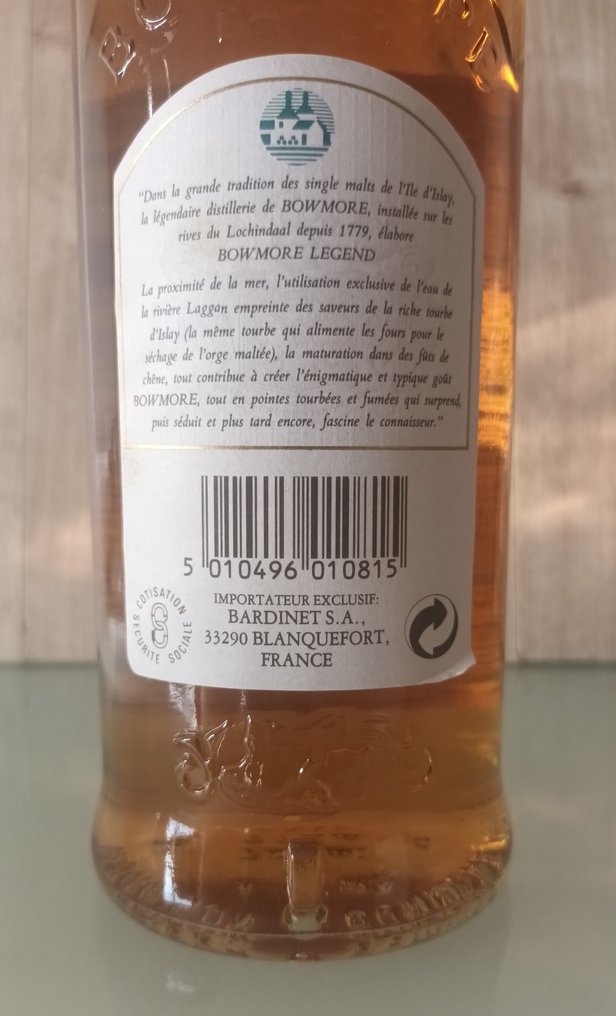 "Dans la grande tradition des single malts de l'Ile d'Islay,
la légendaire distillerie de BOWMORE, installée sur les
rives du Lochindaal depuis 1779, élabore
BOWMORE LEGEND
La proximité de la mer, l'utilisation exclusive de l'eau de
la rivière Laggan empreinte des saveurs de la riche tourbe
d'Islay (la même tourbe qui alimente les fours pour le
séchage de l'orge maltée), la maturation dans des fûts de
chêne, tout contribue à créer l'énigmatique et typique goût
BOWMORE, tout en pointes tourbées et fumées qui surprend,
puis séduit et plus tard encore, fascine le connaisseur."
5 010496 010815
COTISATION
SECURITE SOCIALE
IMPORTATEUR EXCLUSIF:
BARDINET S.A.,
33290 BLANQUEFORT,
FRANCE